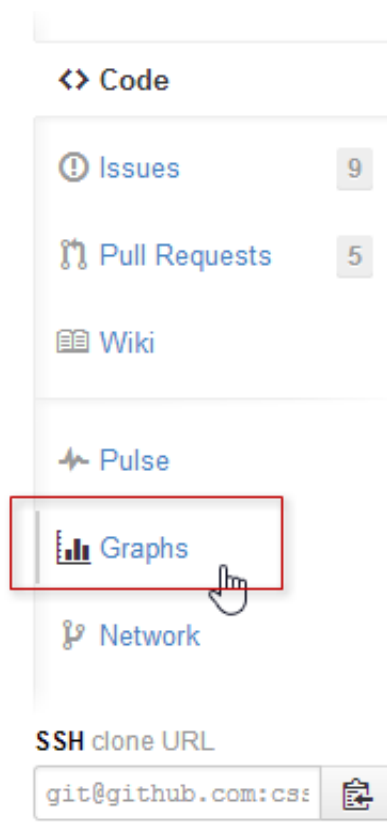 <> Code
Issues 9
Pull Requests 5
Wiki
Pulse
Graphs
Network
SSH clone URL
git@github.com:css